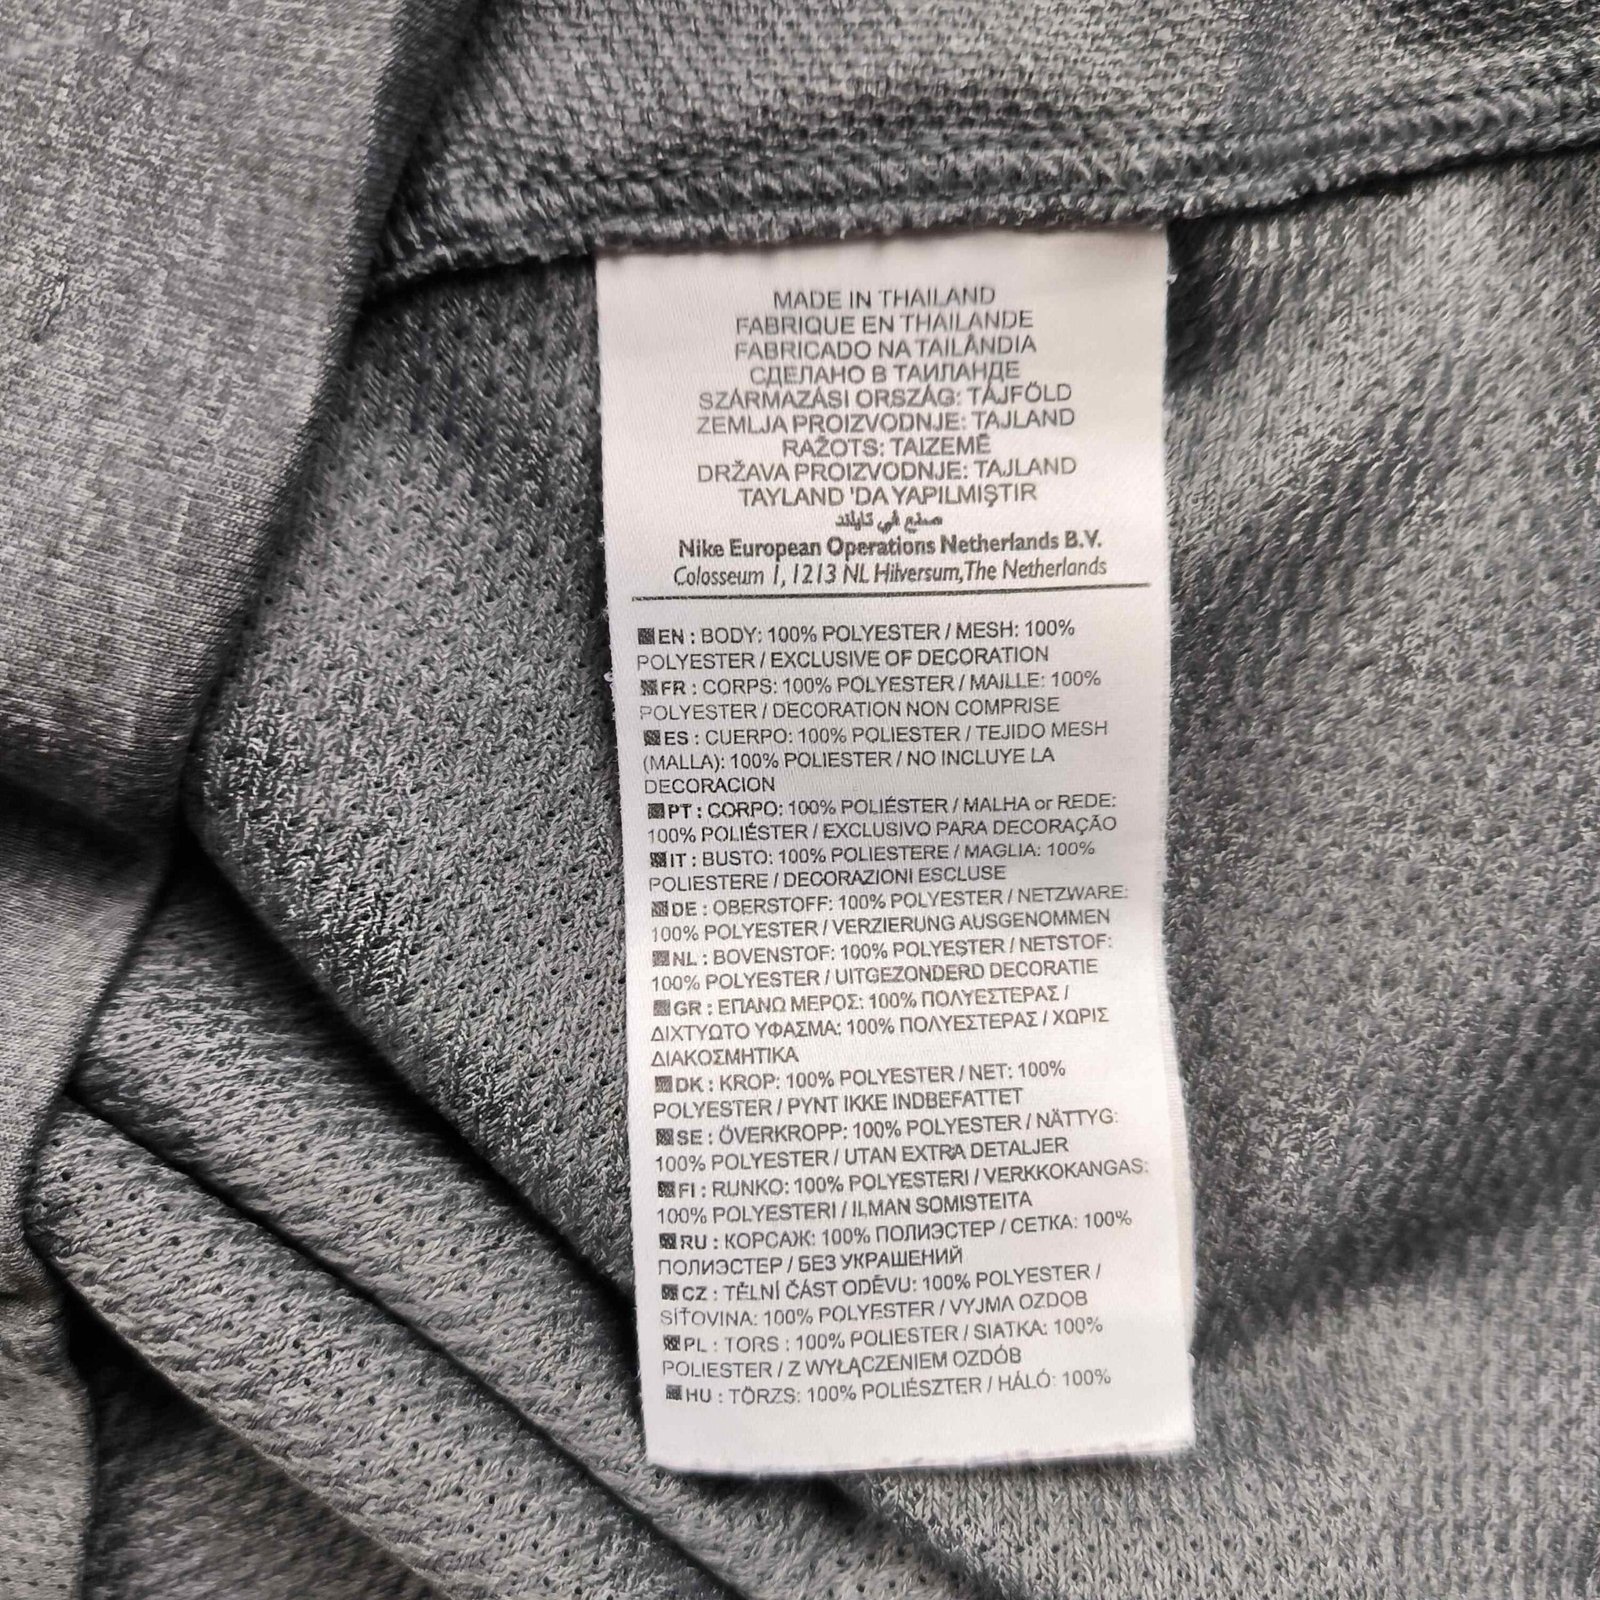 MADE IN THAILAND
FABRIQUE EN THAILANDE
FABRICADO NA TAILÂNDIA
СДЕЛАНО В ТАИЛАНДЕ
SZÁRMAZÁSI ORSZÁG: TÁJFÖLD
ZEMLJA PROIZVODNJE: TAJLAND
RAŽOTS: TAIZEMĒ
DRŽAVA PROIZVODNJE: TAJLAND
TAYLAND 'DA YAPILMIŞTIR
صنع في تايلند
Nike European Operations Netherlands B.V.
Colosseum 1, 1213 NL Hilversum, The Netherlands
EN : BODY: 100% POLYESTER / MESH: 100%
POLYESTER / EXCLUSIVE OF DECORATION
FR : CORPS: 100% POLYESTER / MAILLE: 100%
POLYESTER / DECORATION NON COMPRISE
ES : CUERPO: 100% POLIESTER / TEJIDO MESH
(MALLA): 100% POLIESTER / NO INCLUYE LA
DECORACION
PT : CORPO: 100% POLIÉSTER / MALHA or REDE:
100% POLIÉSTER / EXCLUSIVO PARA DECORAÇÃO
IT : BUSTO: 100% POLIESTERE / MAGLIA: 100%
POLIESTERE / DECORAZIONI ESCLUSE
DE : OBERSTOFF: 100% POLYESTER / NETZWARE:
100% POLYESTER / VERZIERUNG AUSGENOMMEN
NL : BOVENSTOF: 100% POLYESTER / NETSTOF:
100% POLYESTER / UITGEZONDERD DECORATIE
GR : ΕΠΑΝΩ ΜΕΡΟΣ: 100% ΠΟΛΥΕΣΤΕΡΑΣ /
ΔΙΧΤΥΩΤΟ ΥΦΑΣΜΑ: 100% ΠΟΛΥΕΣΤΕΡΑΣ / ΧΩΡΙΣ
ΔΙΑΚΟΣΜΗΤΙΚΑ
DK : KROP: 100% POLYESTER / NET: 100%
POLYESTER / PYNT IKKE INDBEFATTET
SE : ÖVERKROPP: 100% POLYESTER / NÄTTYG:
100% POLYESTER / UTAN EXTRA DETALJER
FI : RUNKO: 100% POLYESTERI / VERKKOKANGAS:
100% POLYESTERI / ILMAN SOMISTEITA
RU : КОРСАЖ: 100% ПОЛИЭСТЕР / СЕТКА: 100%
ПОЛИЭСТЕР / БЕЗ УКРАШЕНИЙ
CZ : TĚLNÍ ČÁST ODĚVU: 100% POLYESTER /
SÍŤOVINA: 100% POLYESTER / VYJMA OZDOB
PL : TORS : 100% POLIESTER / SIATKA: 100%
POLIESTER / Z WYŁĄCZENIEM OZDÓB
HU : TÖRZS: 100% POLIÉSZTER / HÁLÓ: 100%